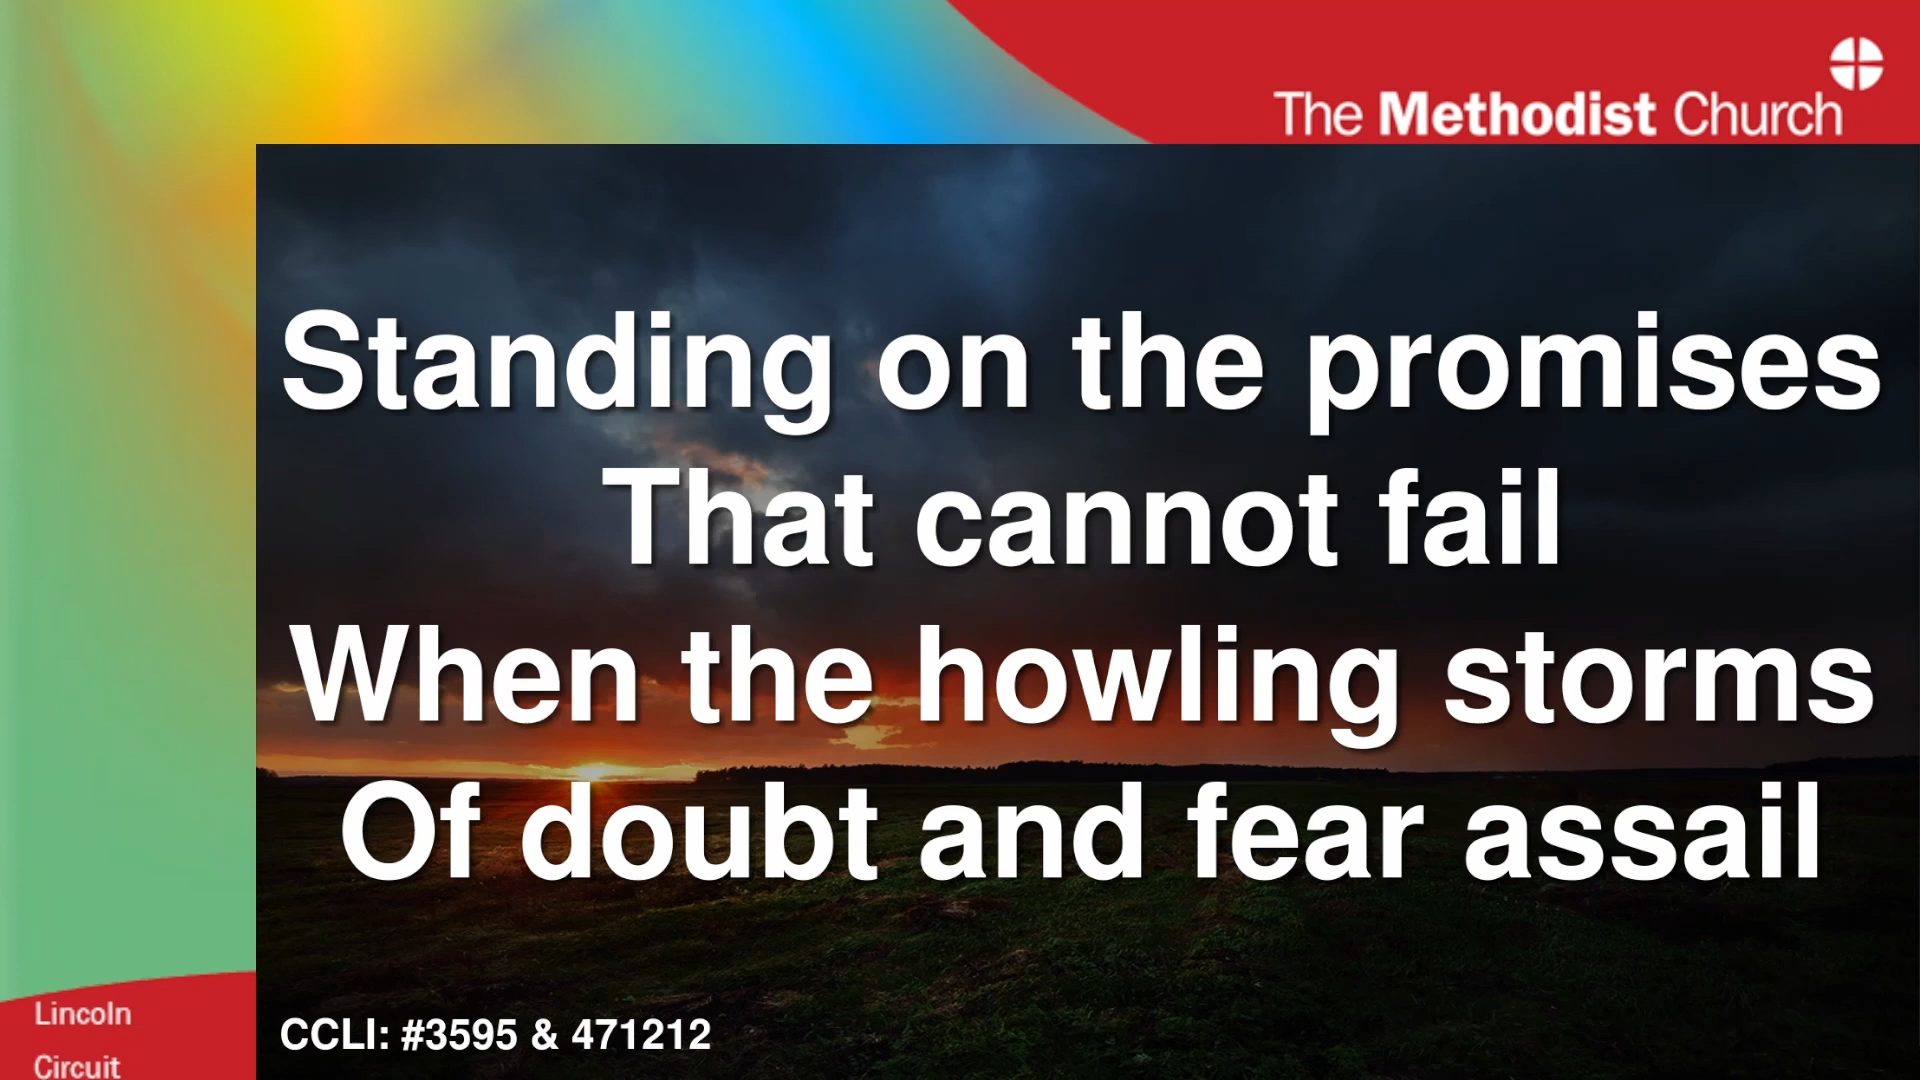 The Methodist Church
Standing on the promises
That cannot fail
When the howling storms
Of doubt and fear assail
CCLI: #3595 & 471212
Lincoln
Circuit